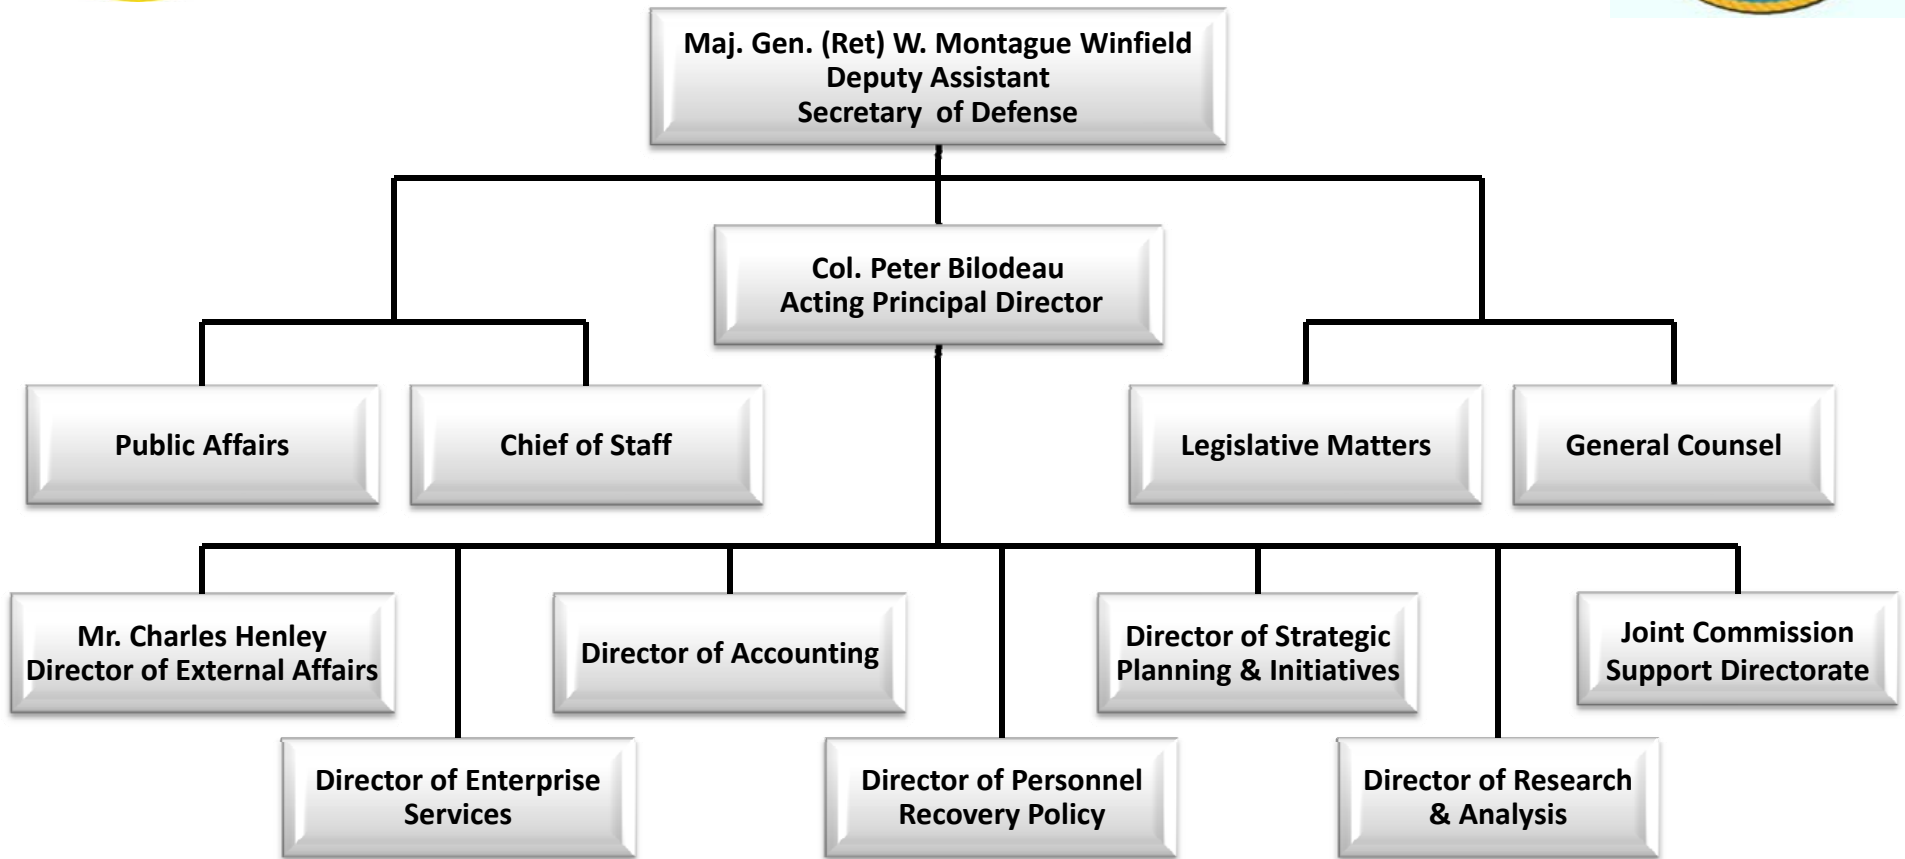 Maj. Gen. (Ret) W. Montague Winfield
Deputy Assistant
Secretary of Defense
Col. Peter Bilodeau
Acting Principal Director
Public Affairs
Chief of Staff
Legislative Matters
General Counsel
Mr. Charles Henley
Director of External Affairs
Director of Accounting
Director of Strategic
Planning & Initiatives
Joint Commission
Support Directorate
Director of Enterprise
Services
Director of Personnel
Recovery Policy
Director of Research
& Analysis